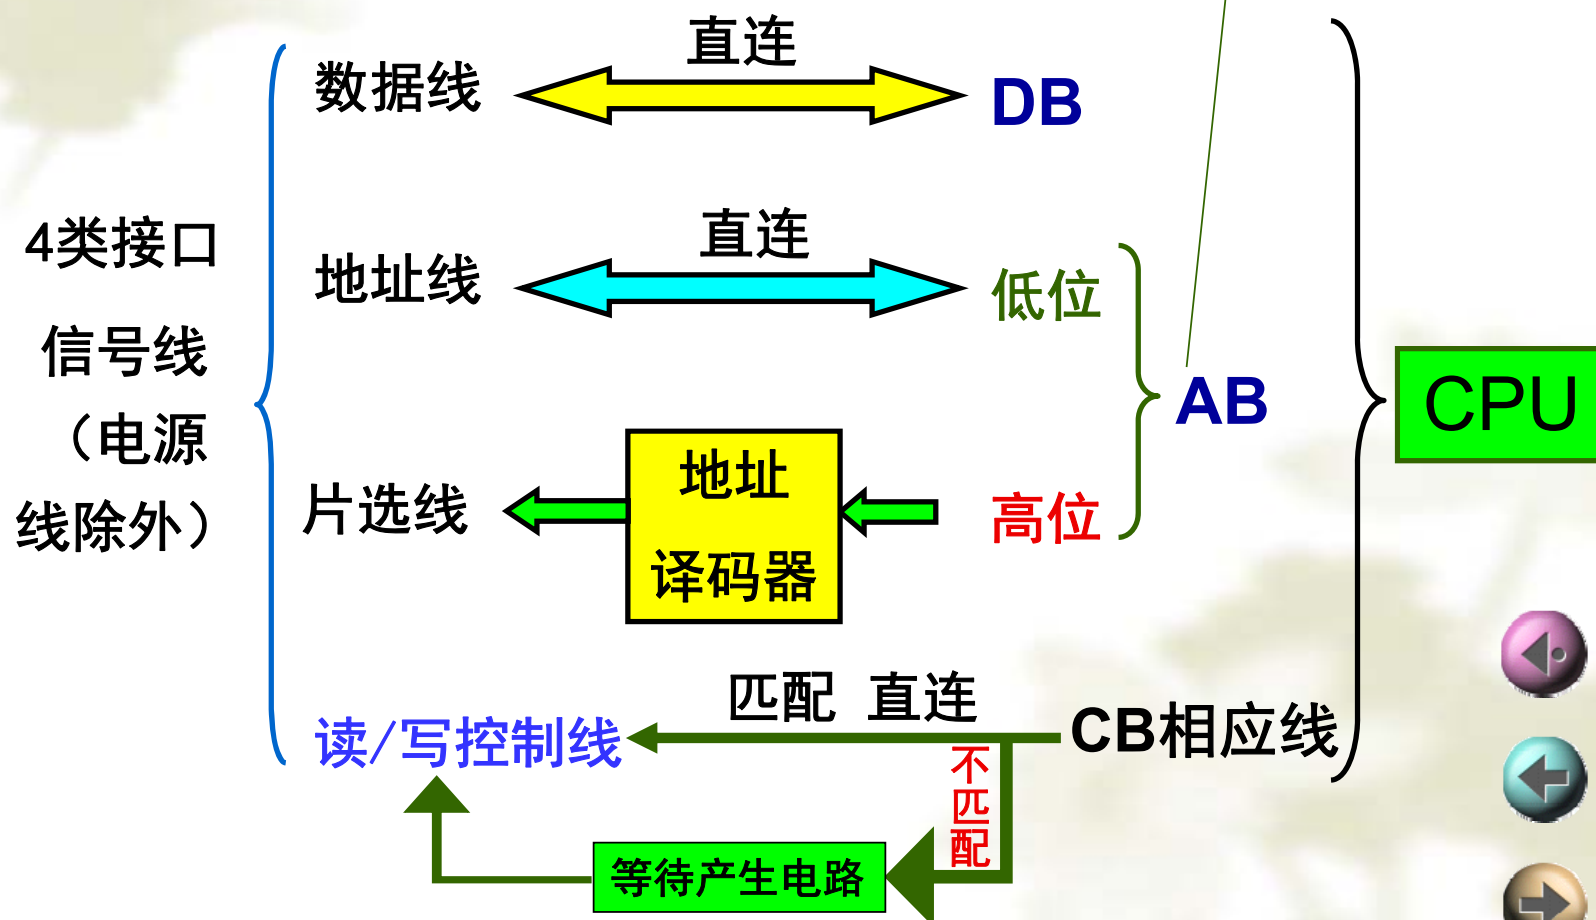 4类接口
信号线
（电源
线除外）
数据线
直连
DB
地址线
直连
低位
AB
片选线
地址
译码器
高位
读/写控制线
匹配 直连
CB相应线
不
匹
配
等待产生电路
CPU